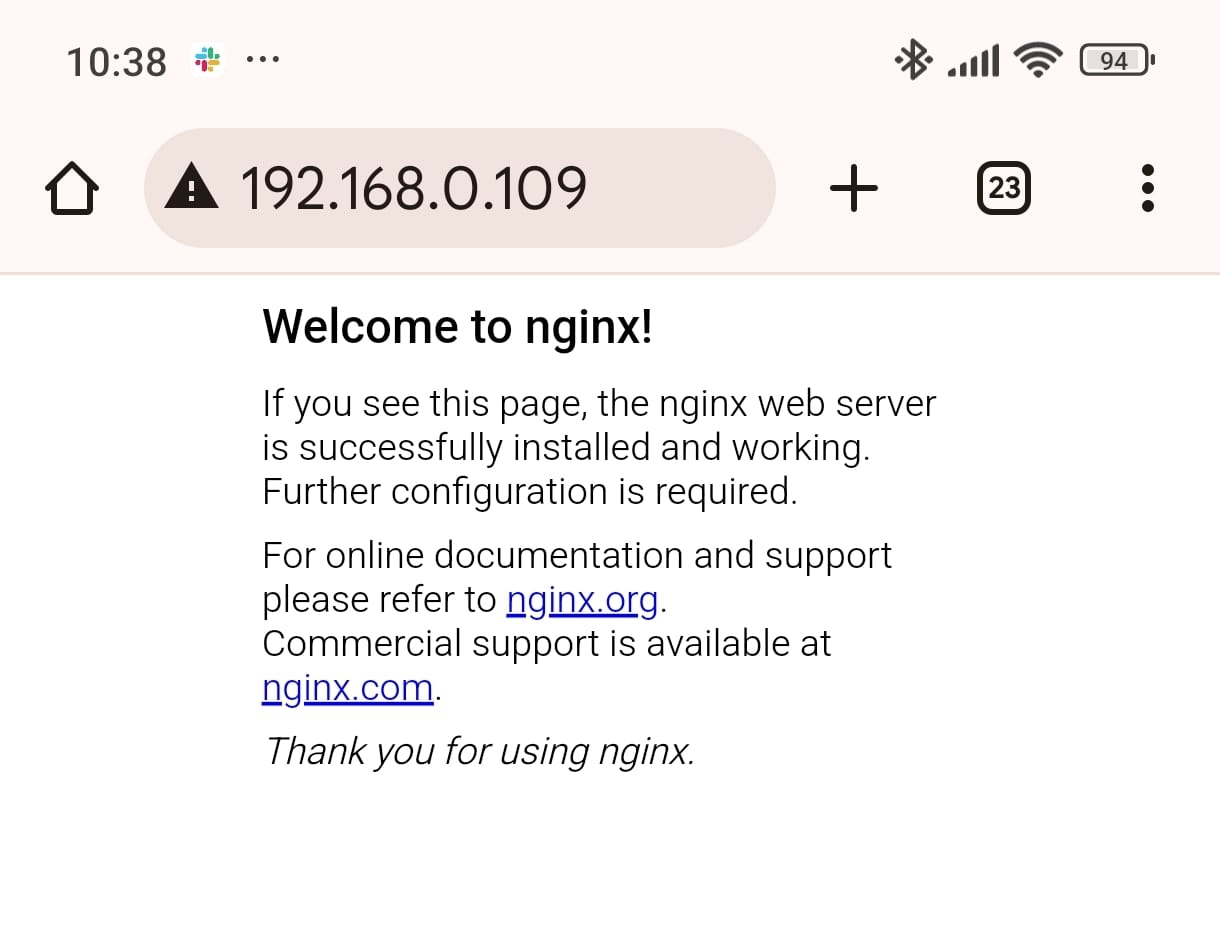 10:38 ... 94
192.168.0.109 23
Welcome to nginx!
If you see this page, the nginx web server
is successfully installed and working.
Further configuration is required.
For online documentation and support
please refer to nginx.org.
Commercial support is available at
nginx.com.
Thank you for using nginx.